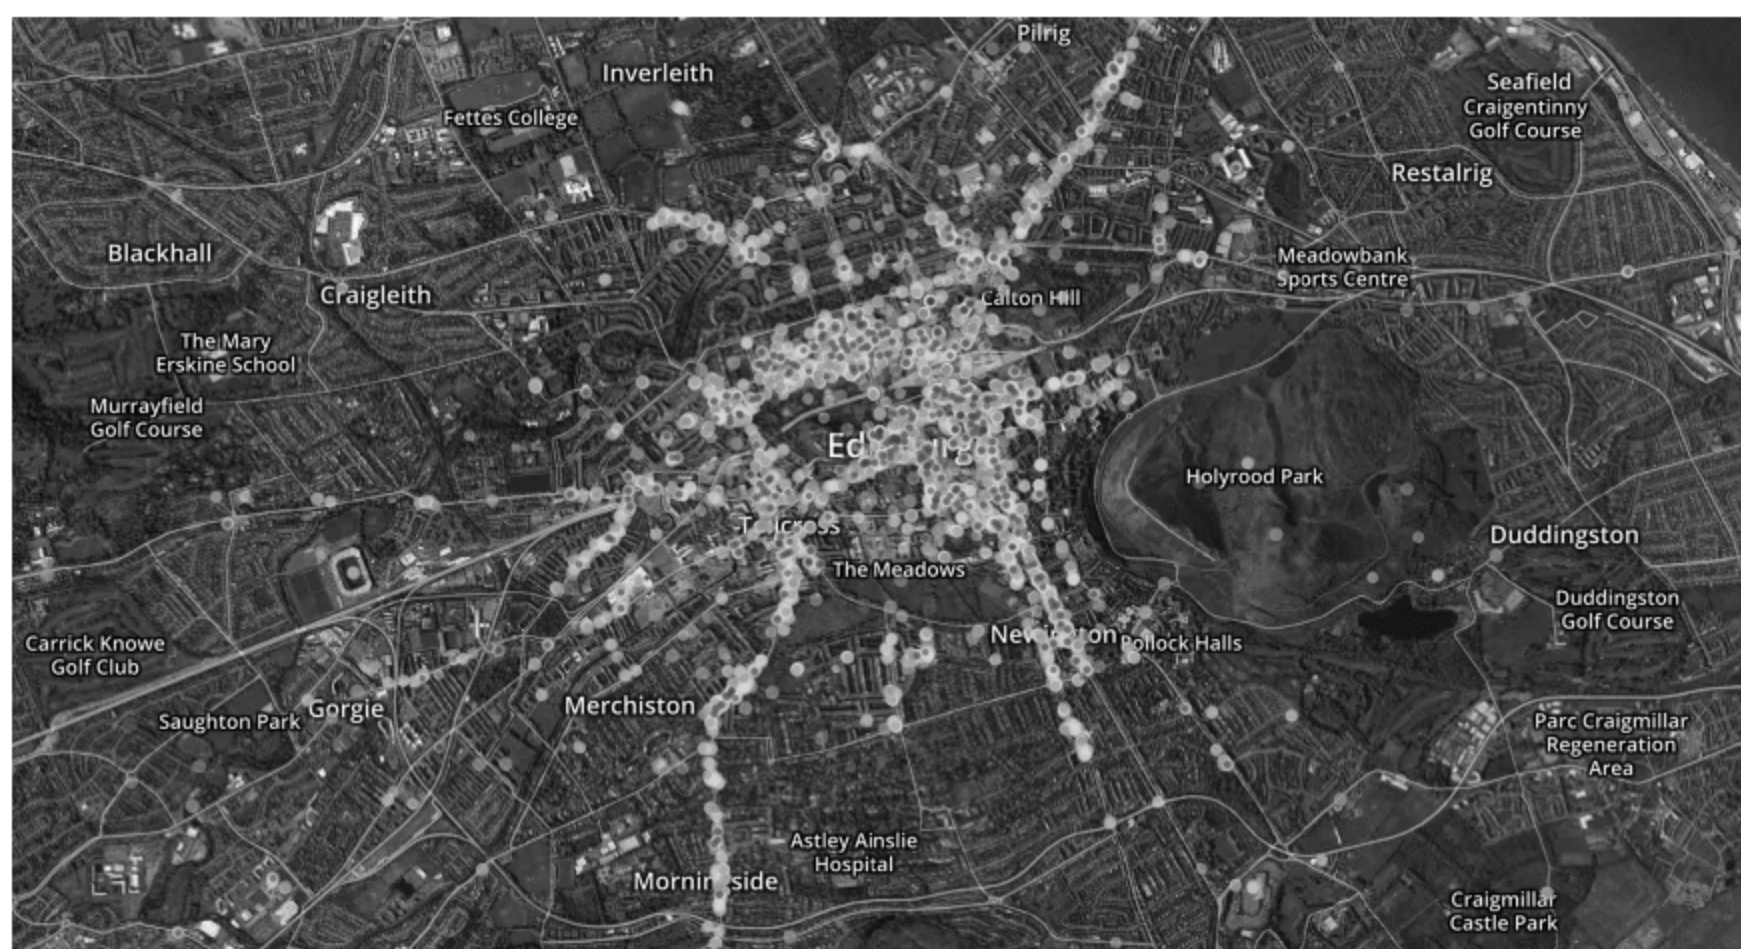 Pilrig
Inverleith
Seafield
Craigentinny
Golf Course
Fettes College
Restalrig
Blackhall
Meadowbank
Sports Centre
Craigleith
Calton Hill
The Mary
Erskine School
Murrayfield
Golf Course
Holyrood Park
Duddingston
The Meadows
Duddingston
Golf Course
Carrick Knowe
Golf Club
Newington
Pollock Halls
Merchiston
Gorgie
Saughton Park
Parc Craigmillar
Regeneration
Area
Astley Ainslie
Hospital
Morningside
Craigmillar
Castle Park